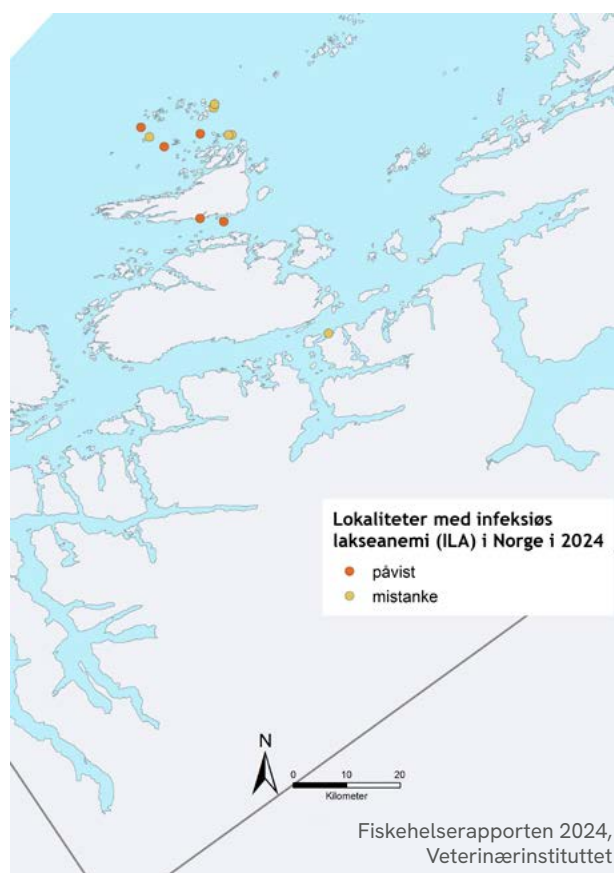 Lokaliteter med infeksiøs
lakseanemi (ILA) i Norge i 2024
påvist
mistanke
N
0 10 20
Kilometer
Fiskehelserapporten 2024,
Veterinærinstituttet